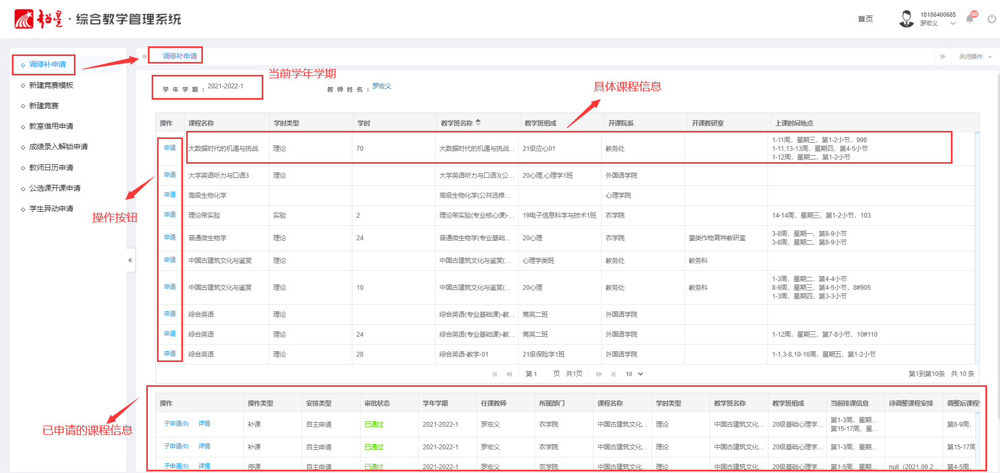 超星 · 综合教学管理系统
首页
18186400685
罗宏义
60
调停补申请
新建竞赛模板
新建竞赛
教室借用申请
成绩录入解锁申请
教师日历申请
公选课开课申请
学生异动申请
调停补申请
关闭操作
当前学年学期
学 年 学 期 : 2021-2022-1
教 师 姓 名 : 罗宏义
具体课程信息
操作 课程名称 学时类型 学时 教学班名称 教学班组成 开课院系 开课教研室 上课时间地点
申请 大数据时代的机遇与挑战 理论 70 大数据时代的机遇与挑战... 21级应心01 教务处 1-11周，星期三，第1-2小节，998
1-11,13-13周，星期四，第4-5小节
1-12周，星期二，第1-2小节
申请 大学英语听力与口语3 理论 大学英语听力与口语3(公... 20心理,心理学1班 外国语学院
申请 高级生物化学 高级生物化学(公共选修... 心理学院
申请 理论带实验 实验 2 理论带实验(专业核心课)-... 19电子信息科学与技术1班 农学院 14-14周，星期三，第1-2小节，103
申请 普通微生物学 理论 24 普通微生物学(专业基础... 20心理 农学院 菌类作物育种教研室 3-8周，星期一，第8-9小节
3-8周，星期二，第8-9小节
申请 中国古建筑文化与鉴赏 理论 中国古建筑文化与鉴赏(... 心理学类班 教务处 教务科
申请 中国古建筑文化与鉴赏 理论 10 中国古建筑文化与鉴赏(... 20心理 教务处 教务科 1-3周，星期二，第4-4小节
8-9周，星期三，第4-5小节，8#905
1-3周，星期四，第3-3小节
申请 综合英语 理论 综合英语(专业基础课)-教... 商英二班 外国语学院
申请 综合英语 理论 24 综合英语(专业基础课)-教... 商英二班 外国语学院 1-12周，星期三，第7-8小节，10#110
申请 综合英语 理论 28 综合英语-教学-01 21级保险学1班 外国语学院 1-1,3-8,10-16周，星期五，第1-2小节
操作按钮
第 1 页 共1页 10 第1到第10条 共 10 条
已申请的课程信息
操作 操作类型 安排类型 审批状态 学年学期 任课教师 所属部门 课程名称 学时类型 教学班名称 教学班组成 当前排课信息 待调整课程安排 调整后课程
子申请(0) 详情 补课 自主申请 已通过 2021-2022-1 罗宏义 农学院 中国古建筑文化... 理论 中国古建筑文化... 20级基础心理学... 第1-3周，星期... 第8-9周，
第15-17周，星...
子申请(0) 详情 补课 自主申请 已通过 2021-2022-1 罗宏义 农学院 中国古建筑文化... 理论 中国古建筑文化... 20级基础心理学... 第1-3周，星期... 第15-17周
子申请(0) 详情 停课 自主申请 已通过 2021-2022-1 罗宏义 农学院 中国古建筑文化... 理论 中国古建筑文化... 20级基础心理学... 第1-5周，星期... null（2021.09.2... 第4-5周，